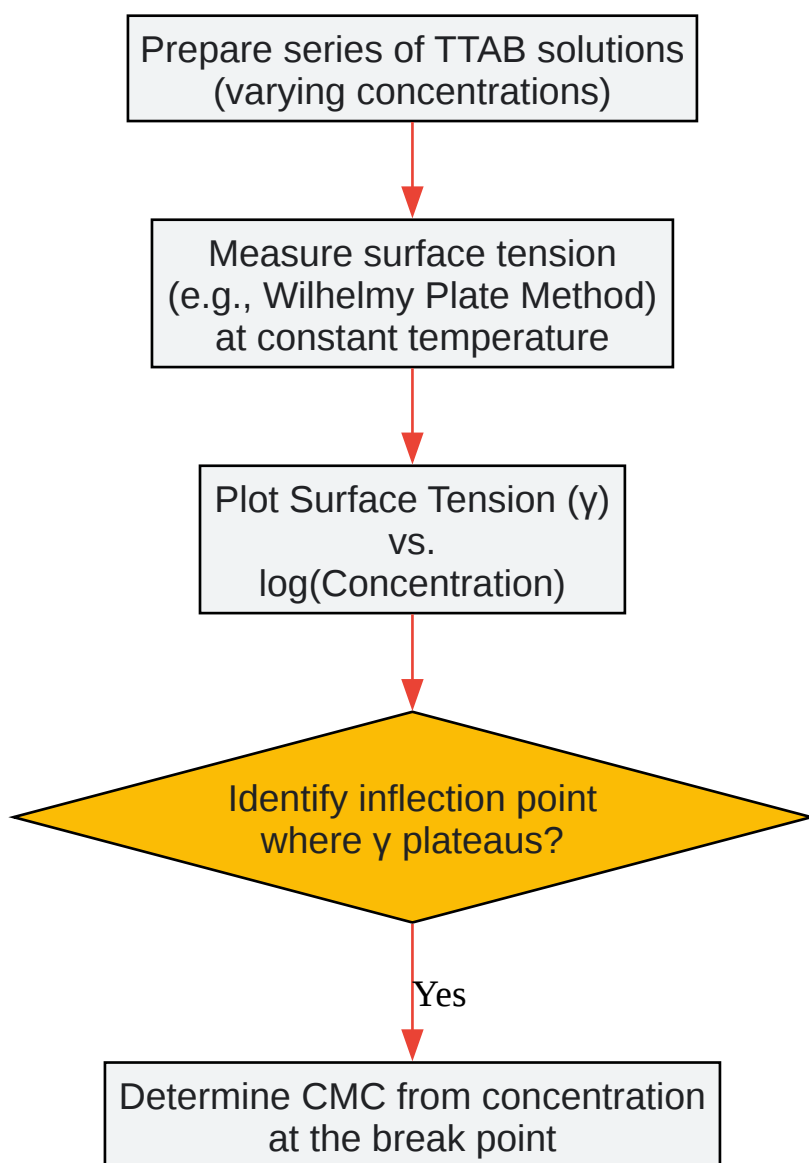 Prepare series of TTAB solutions
(varying concentrations)
Measure surface tension
(e.g., Wilhelmy Plate Method)
at constant temperature
Plot Surface Tension (γ)
vs.
log(Concentration)
Identify inflection point
where γ plateaus?
Yes
Determine CMC from concentration
at the break point